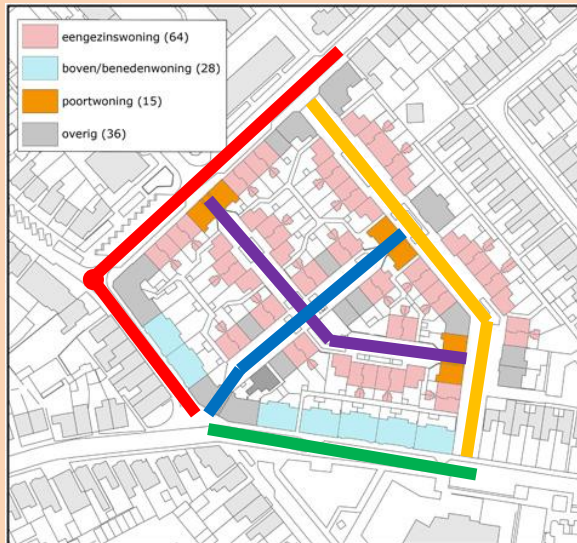 eengezinswoning (64)
boven/benedenwoning (28)
poortwoning (15)
overig (36)